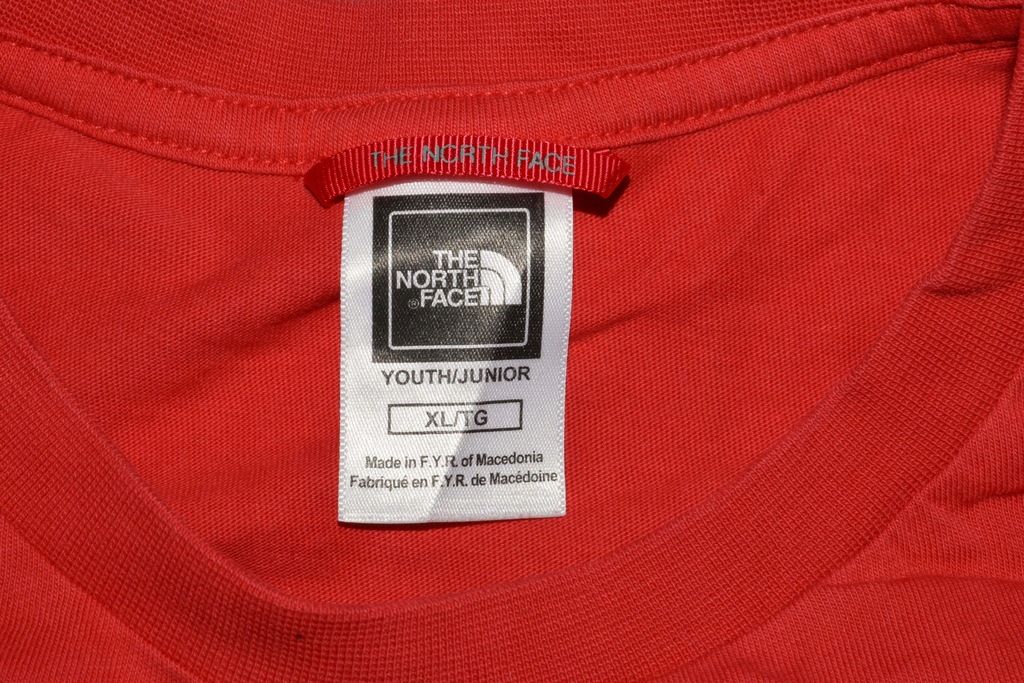 THE NORTH FACE
THE
NORTH
® FACE
YOUTH/JUNIOR
XL/TG
Made in F.Y.R. of Macedonia
Fabriqué en F.Y.R. de Macédoine